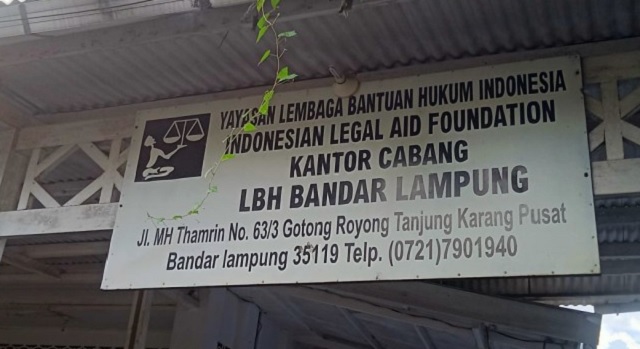 YAYASAN LEMBAGA BANTUAN HUKUM INDONESIA
INDONESIAN LEGAL AID FOUNDATION
KANTOR CABANG
LBH BANDAR LAMPUNG
Jl. MH Thamrin No. 63/3 Gotong Royong Tanjung Karang Pusat
Bandar lampung 35119 Telp. (0721)7901940